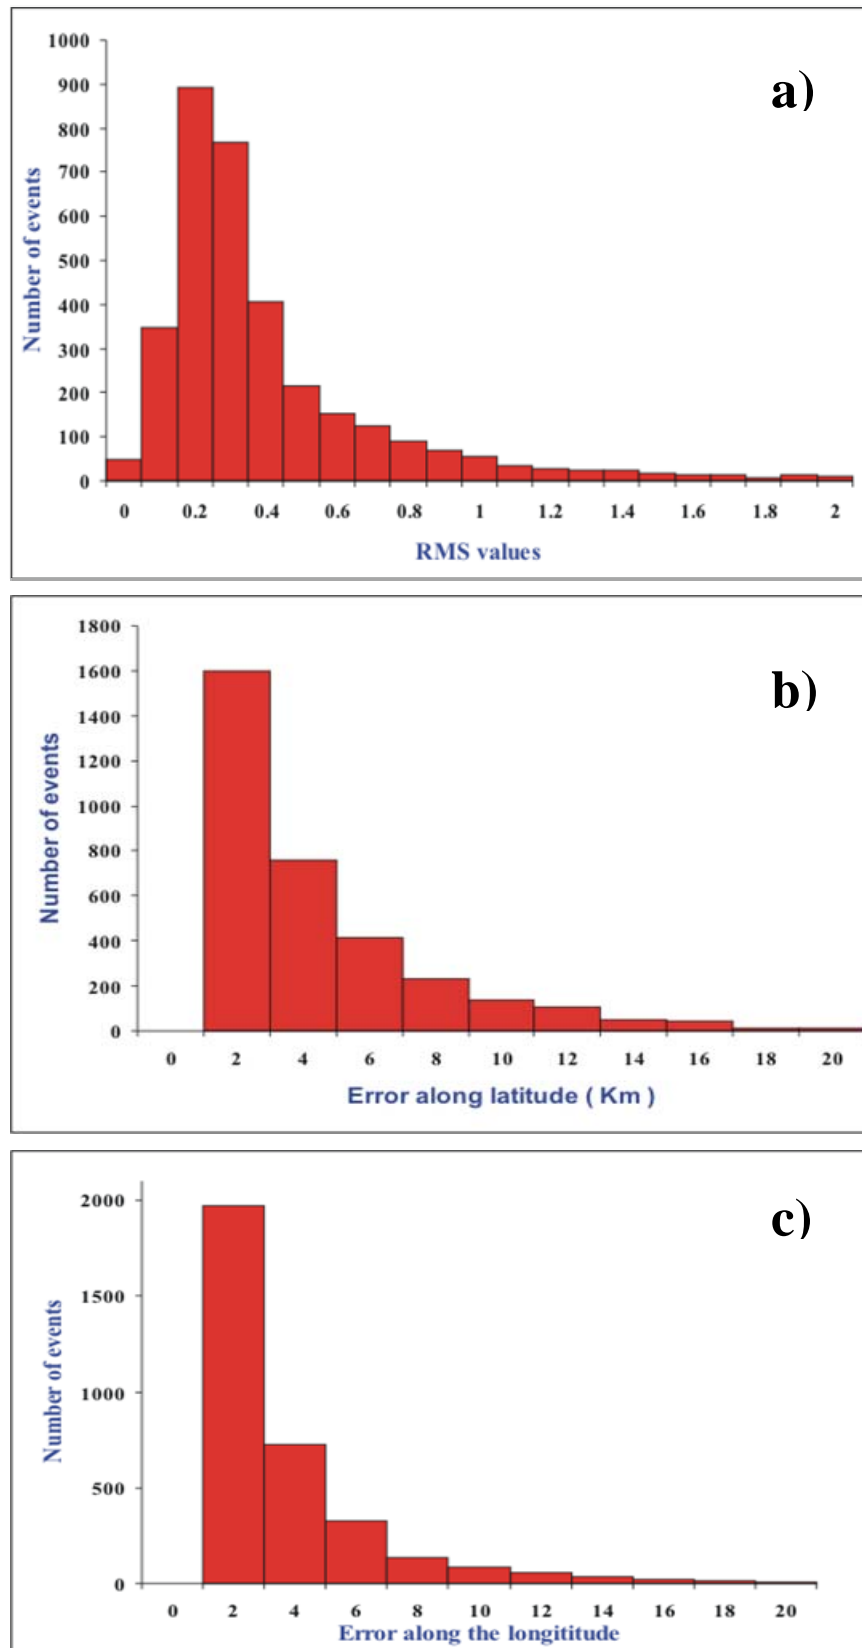 a)
1000
900
800
700
600
500
400
300
200
100
0
Number of events
0 0.2 0.4 0.6 0.8 1 1.2 1.4 1.6 1.8 2
RMS values
b)
1800
1600
1400
1200
1000
800
600
400
200
0
Number of events
0 2 4 6 8 10 12 14 16 18 20
Error along latitude ( Km )
c)
2000
1500
1000
500
0
Number of events
0 2 4 6 8 10 12 14 16 18 20
Error along the longititude